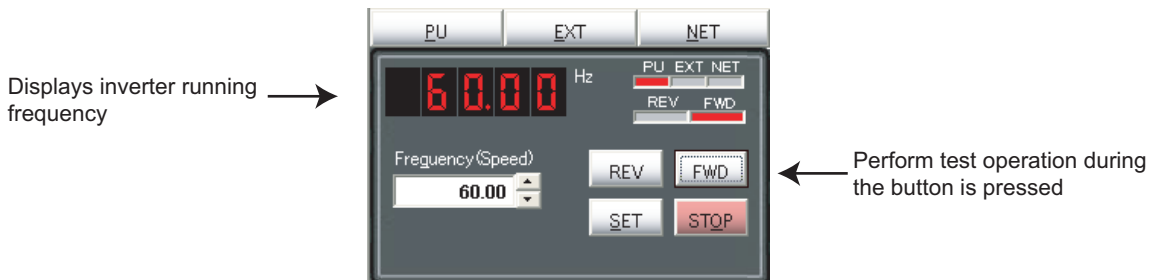 PU EXT NET
Displays inverter running
frequency
60.00 Hz
PU EXT NET
REV FWD
Freguency(Speed)
60.00
REV FWD
SET STOP
Perform test operation during
the button is pressed